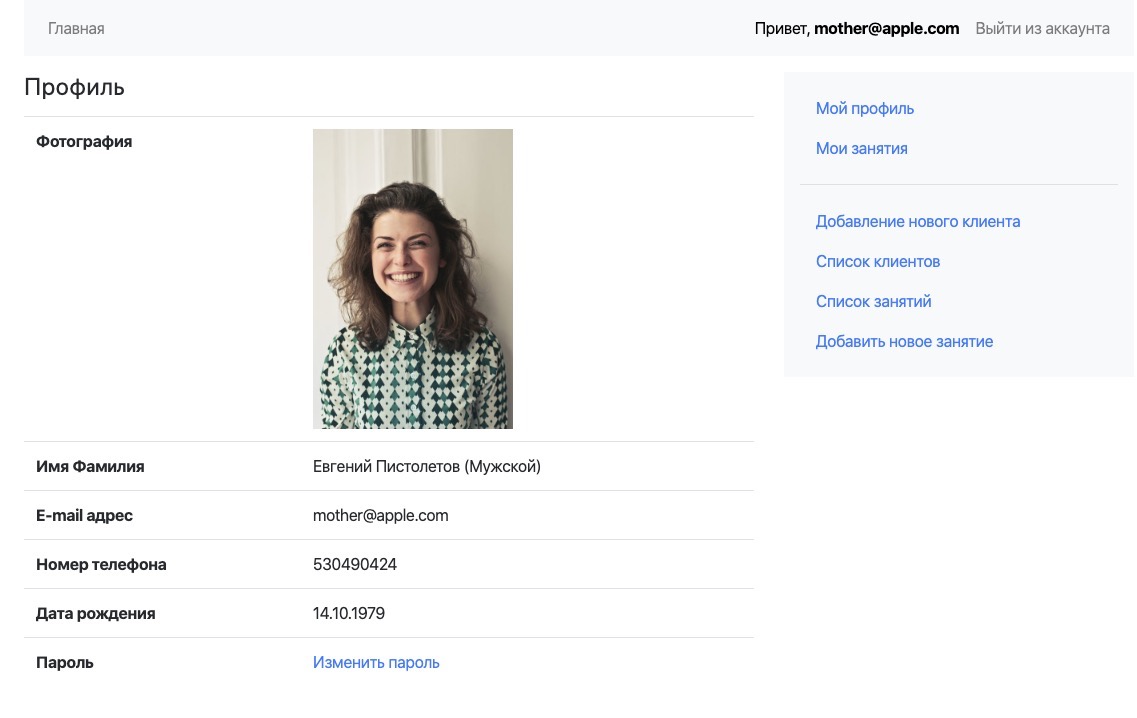 Главная
Привет, mother@apple.com Выйти из аккаунта
Профиль
Фотография
Имя Фамилия Евгений Пистолетов (Мужской)
E-mail адрес mother@apple.com
Номер телефона 530490424
Дата рождения 14.10.1979
Пароль Изменить пароль
Мой профиль
Мои занятия
Добавление нового клиента
Список клиентов
Список занятий
Добавить новое занятие